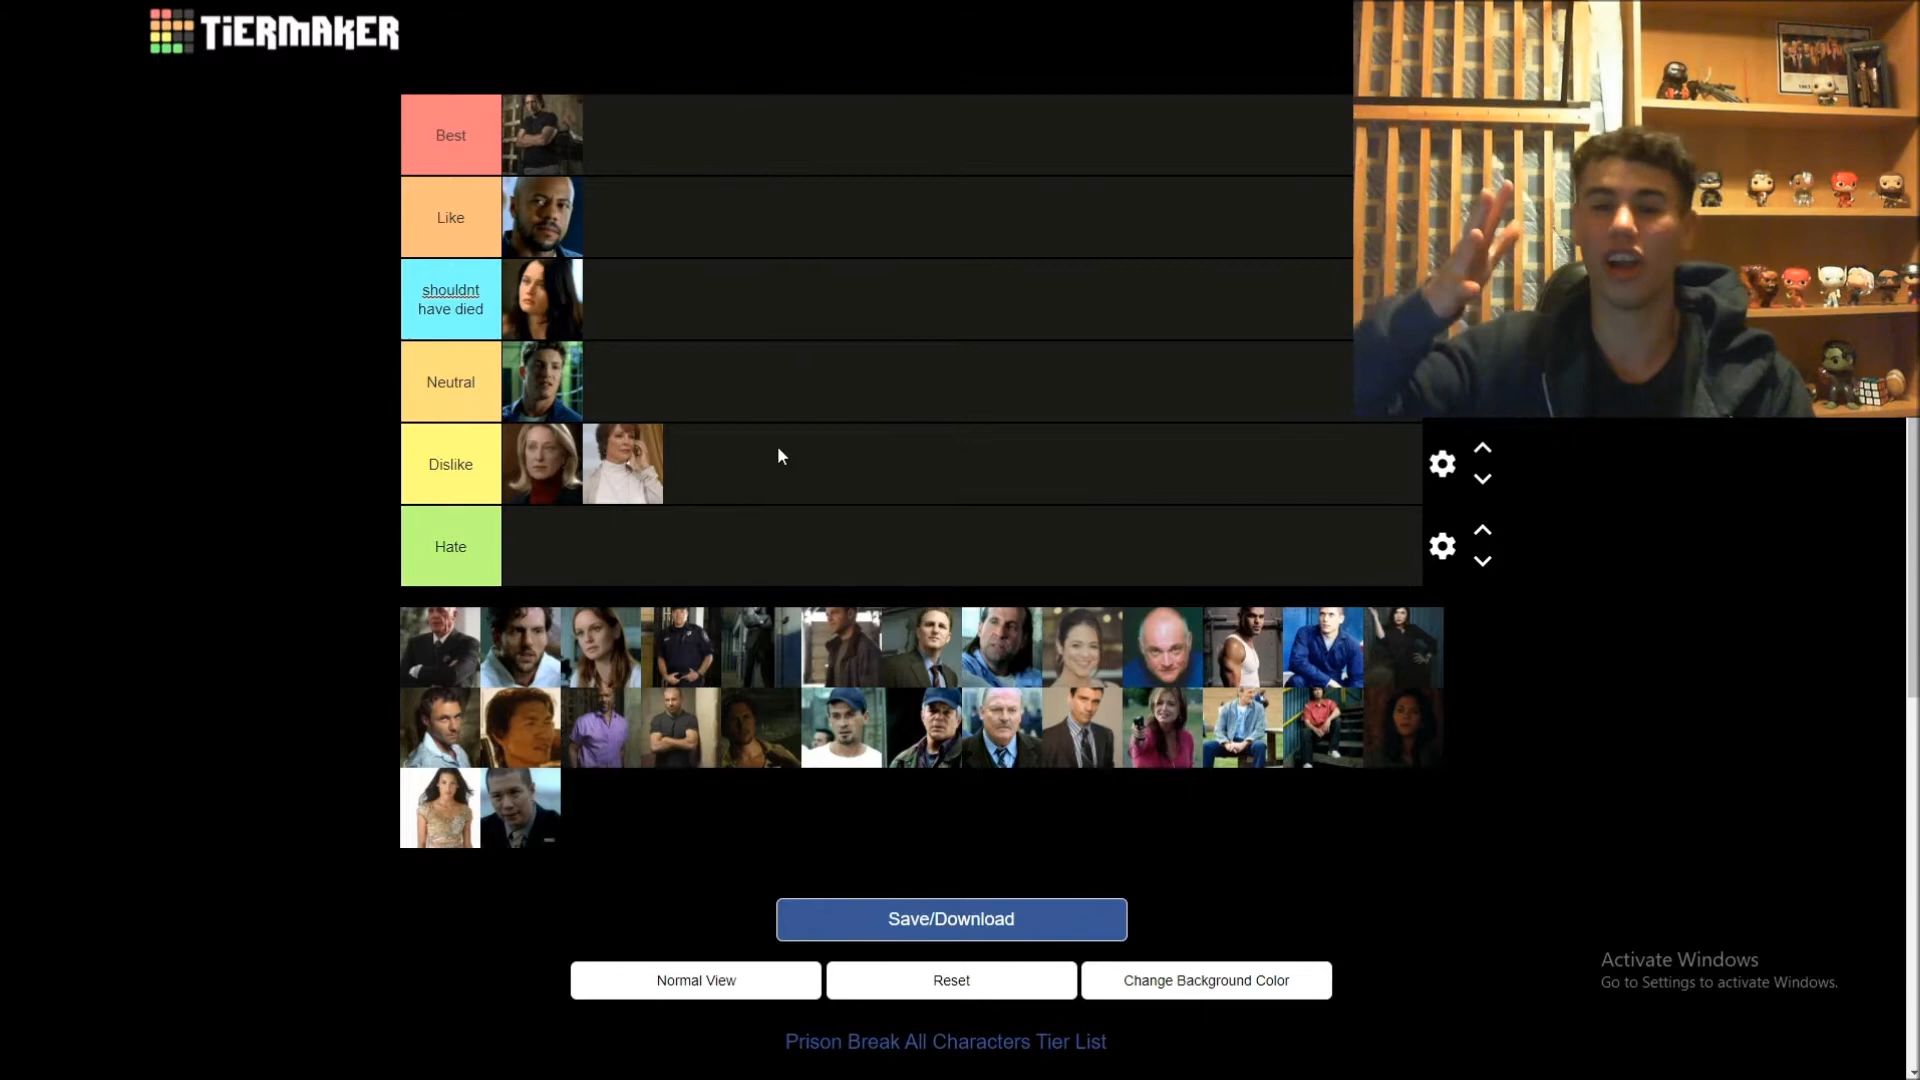 TiERMAKER
Best
Like
shouldnt
have died
Neutral
Dislike
Hate
Save/Download
Normal View
Reset
Change Background Color
Activate Windows
Go to Settings to activate Windows.
Prison Break All Characters Tier List